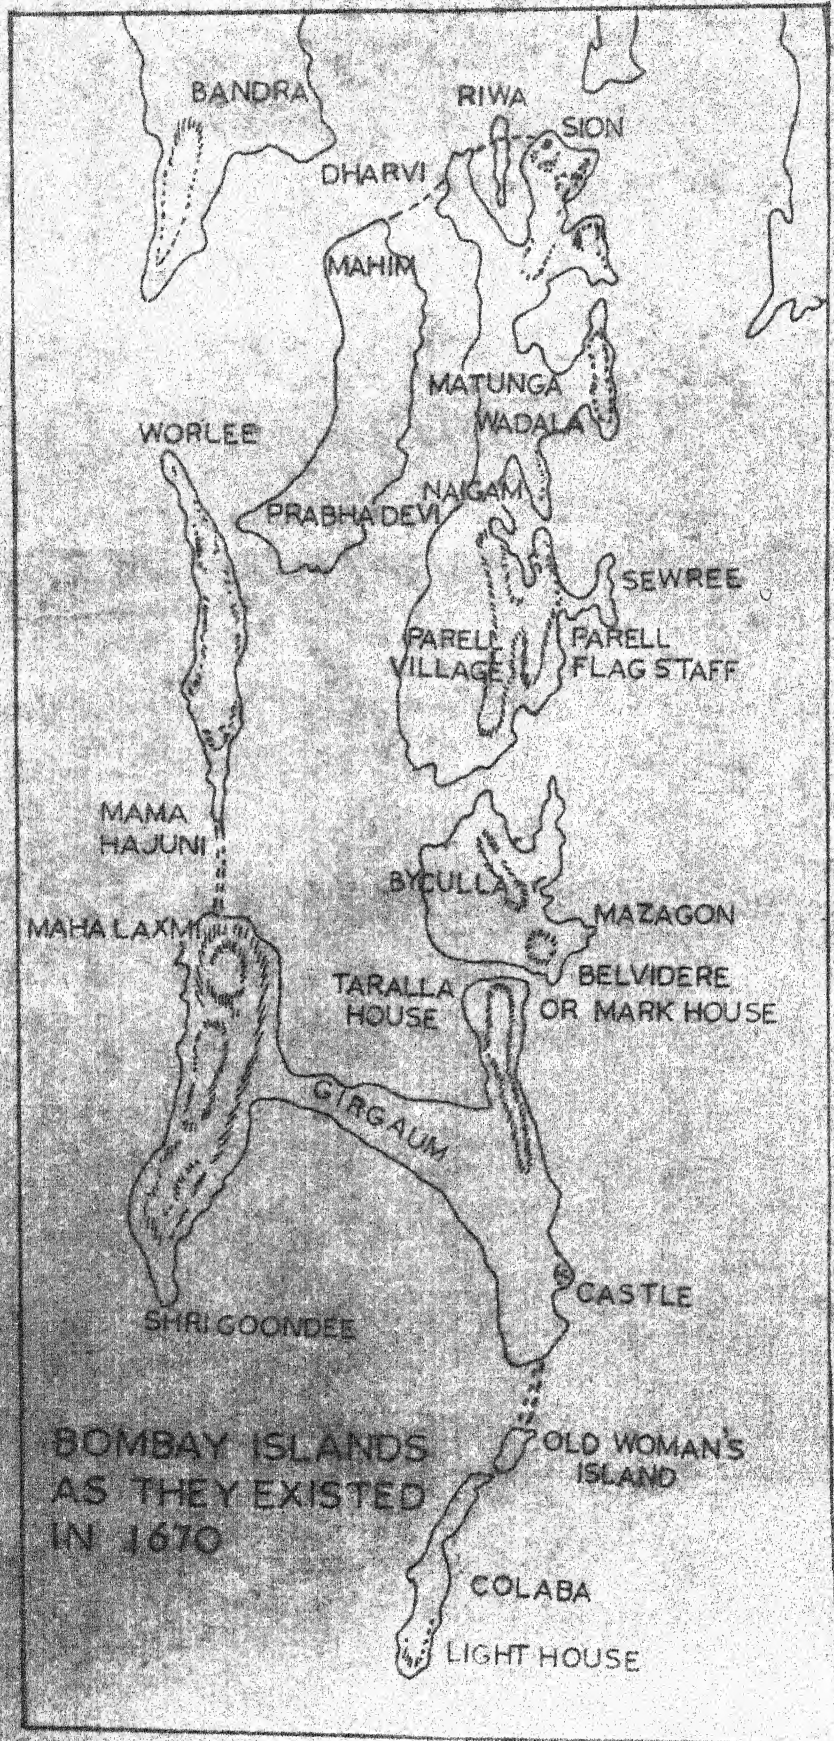 BANDRA
RIWA
SION
DHARVI
MAHIM
MATUNGA
WADALA
WORLEE
NAIGAM
PRABHA DEVI
SEWREE
PARELL
VILLAGE
PARELL
FLAG STAFF
MAMA
HAJUNI
BYCULLA
MAHA LAXMI
MAZAGON
TARALLA
HOUSE
BELVIDERE
OR MARK HOUSE
GIRGAUM
CASTLE
SHRI GOONDEE
BOMBAY ISLANDS
AS THEY EXISTED
IN 1670
OLD WOMAN'S
ISLAND
COLABA
LIGHT HOUSE